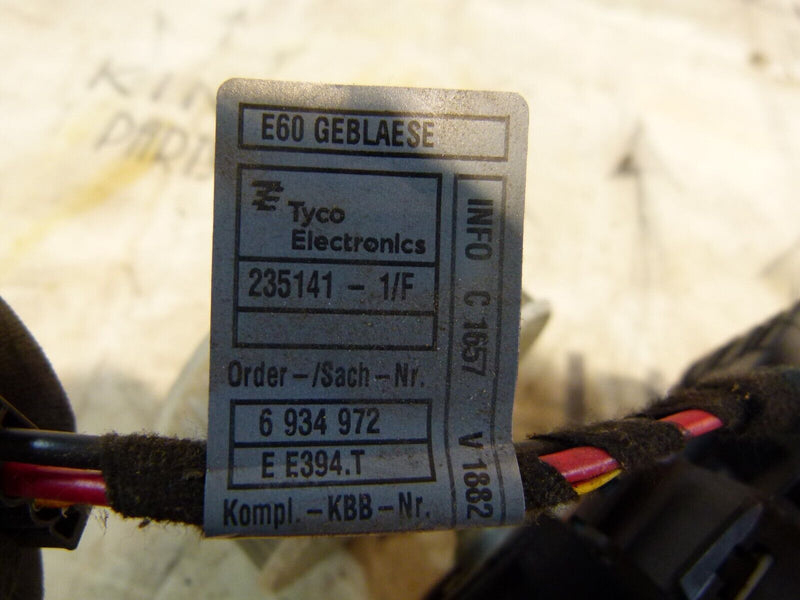 E60 GEBLAESE
Tyco
Electronics
235141 - 1/F
Order-/Sach-Nr.
6 934 972
E E394.T
Kompl.-KBB-Nr.
INFO C 1657 V 1882